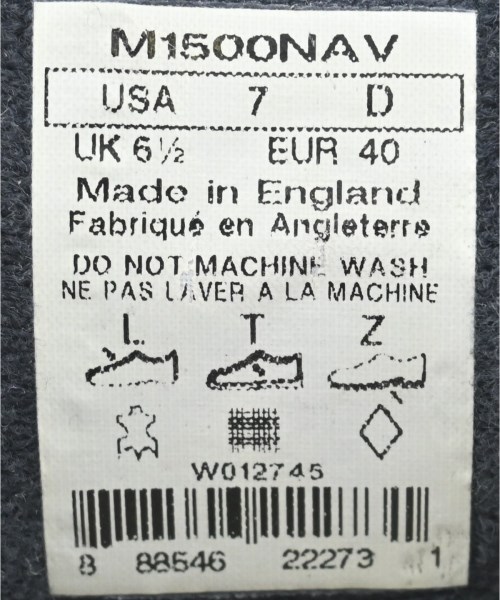 M1500NAV
USA 7 D
UK 6½ EUR 40
Made in England
Fabriqué en Angleterre
DO NOT MACHINE WASH
NE PAS LAVER A LA MACHINE
L T Z
W012745
8 88546 22273 1